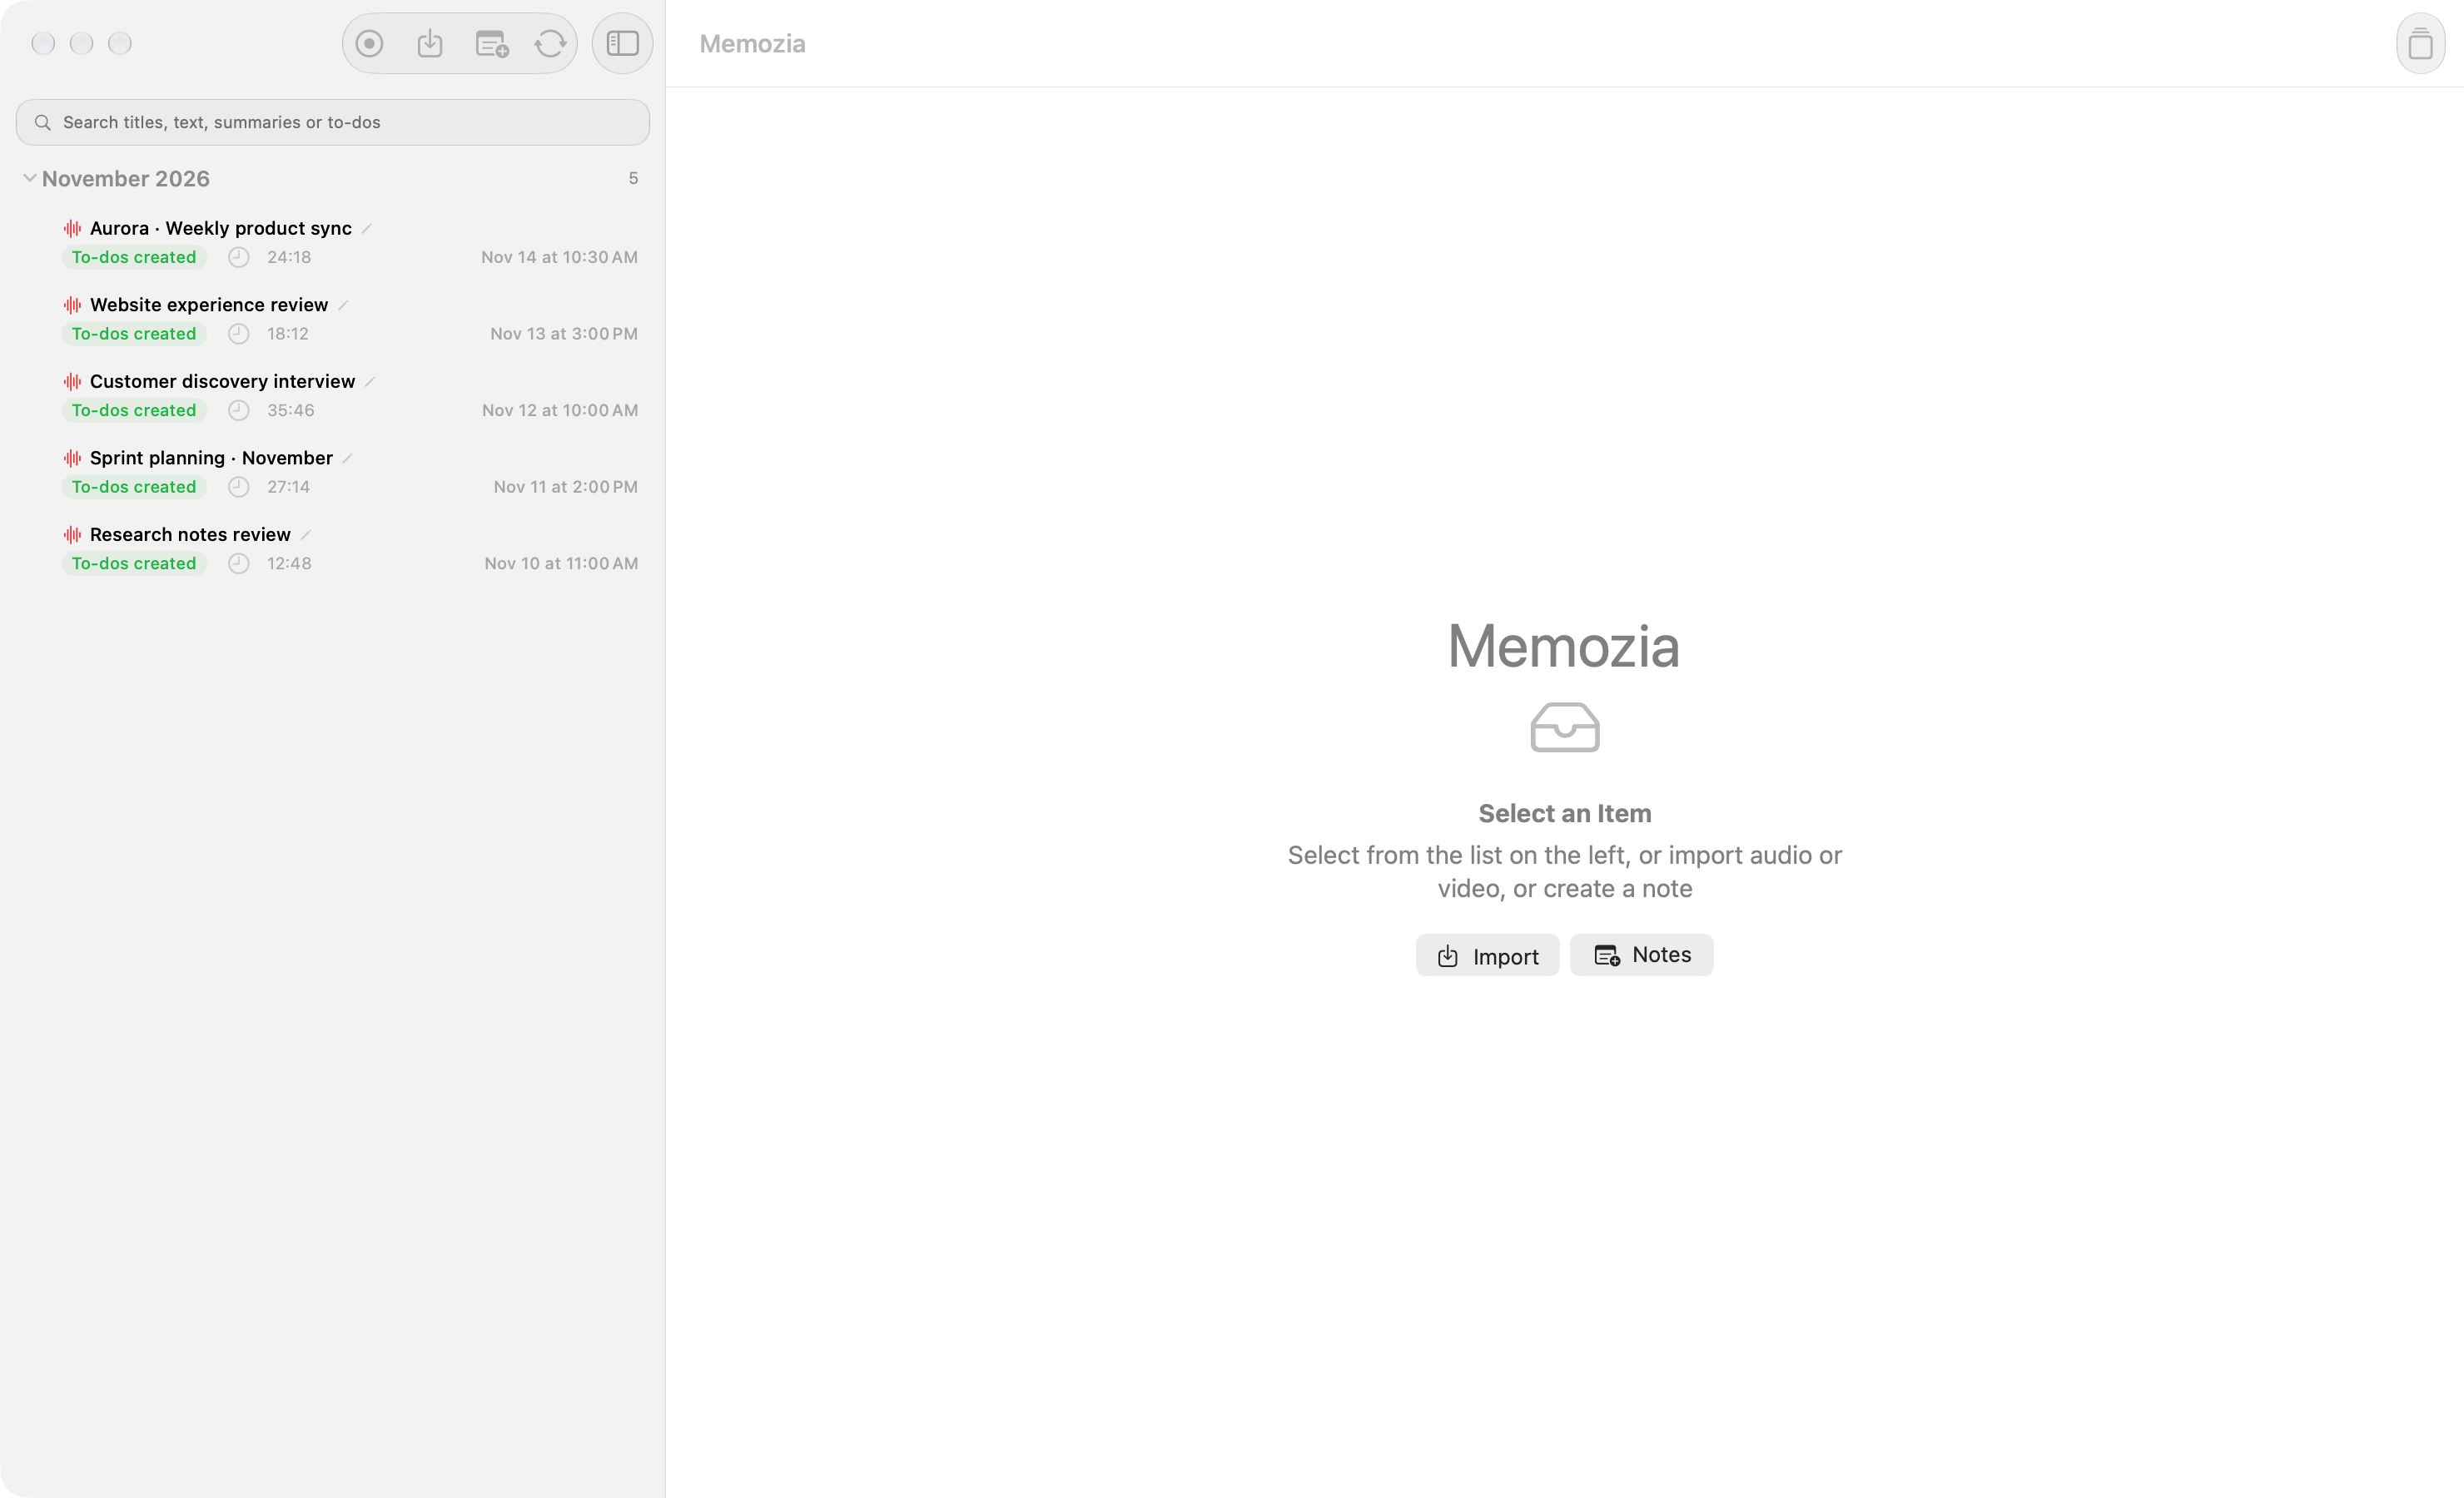 Memozia
Search titles, text, summaries or to-dos
November 2026 5
Aurora · Weekly product sync
To-dos created 24:18 Nov 14 at 10:30 AM
Website experience review
To-dos created 18:12 Nov 13 at 3:00 PM
Customer discovery interview
To-dos created 35:46 Nov 12 at 10:00 AM
Sprint planning · November
To-dos created 27:14 Nov 11 at 2:00 PM
Research notes review
To-dos created 12:48 Nov 10 at 11:00 AM
Memozia
Select an Item
Select from the list on the left, or import audio or
video, or create a note
Import Notes